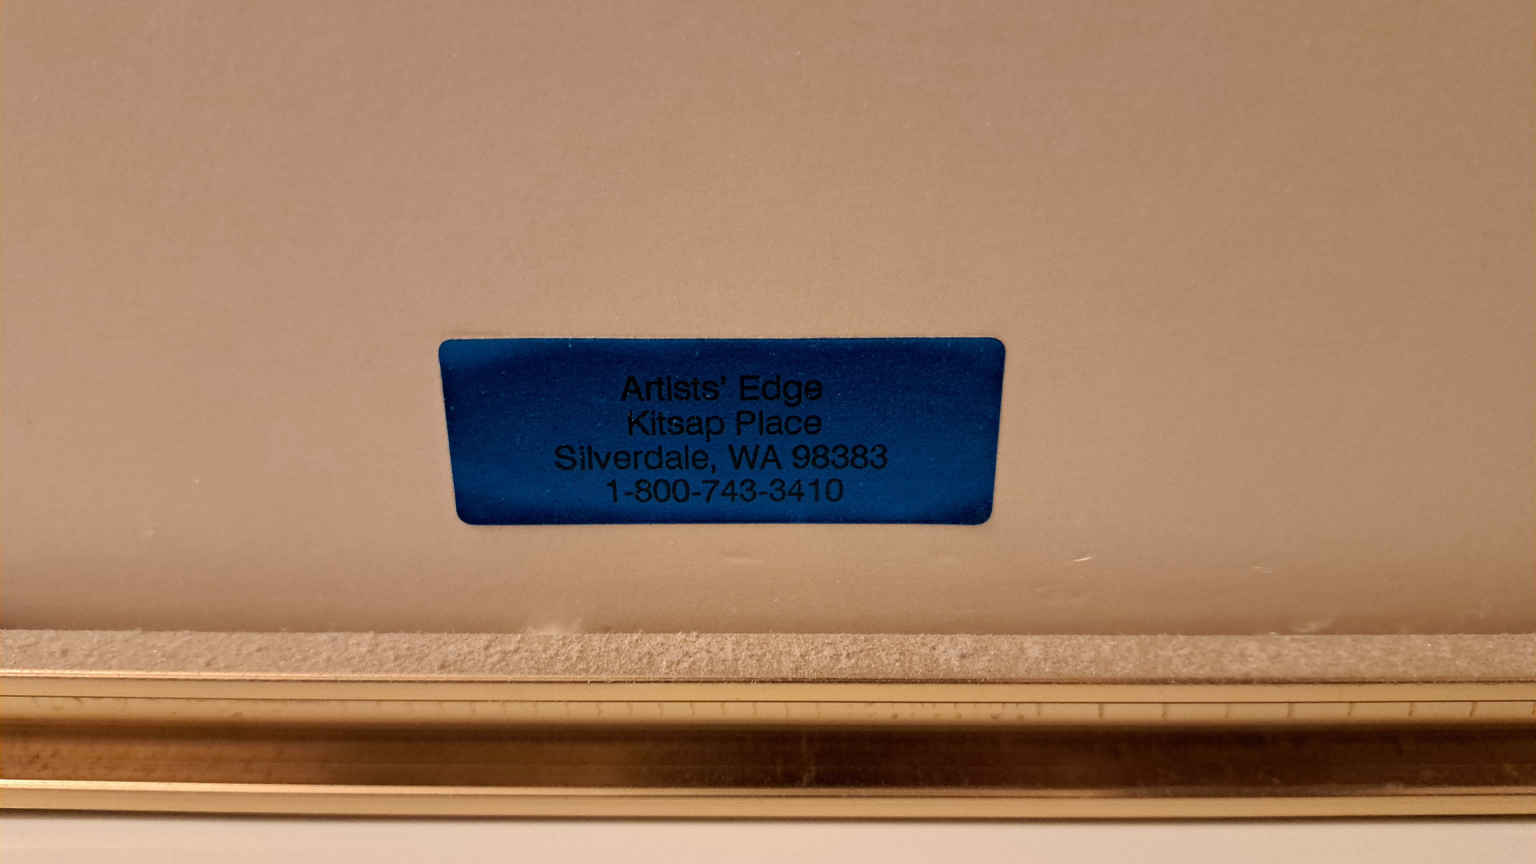 Artists' Edge
Kitsap Place
Silverdale, WA 98383
1-800-743-3410